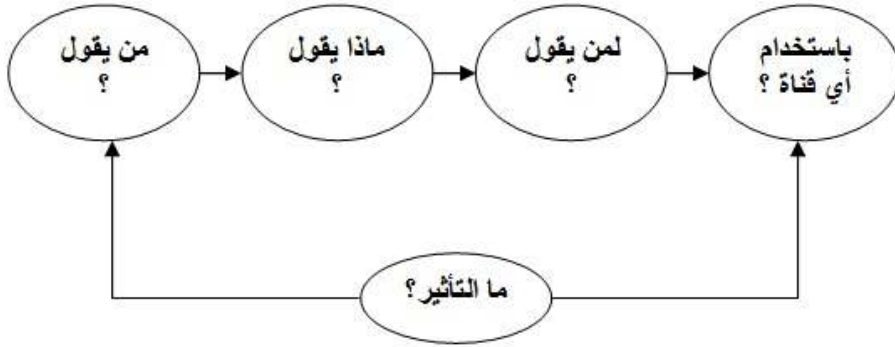 من يقول
؟
ماذا يقول
؟
لمن يقول
؟
باستخدام
أي قناة ؟
ما التأثير؟